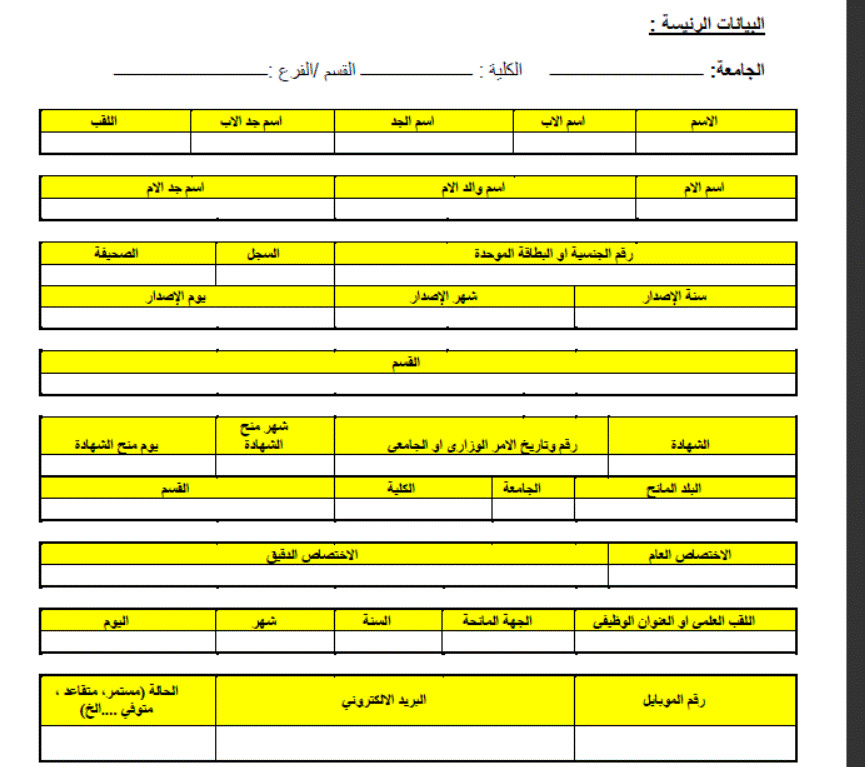 البيانات الرئيسة :
الجامعة: ــــــــــــــــــــــــ الكلية : ــــــــــــــــــــــــ القسم /الفرع :ــــــــــــــــــــــــ
الاسم اسم الاب اسم الجد اسم جد الاب اللقب
اسم الام اسم والد الام اسم جد الام
رقم الجنسية او البطاقة الموحدة السجل الصحيفة
سنة الإصدار شهر الإصدار يوم الإصدار
القسم
الشهادة رقم وتاريخ الامر الوزاري او الجامعي شهر منح الشهادة يوم منح الشهادة
البلد المانح الجامعة الكلية القسم
الاختصاص العام الاختصاص الدقيق
اللقب العلمي او العنوان الوظيفي الجهة المانحة السنة شهر اليوم
رقم الموبايل البريد الالكتروني الحالة (مستمر، متقاعد ، متوفي ....الخ)